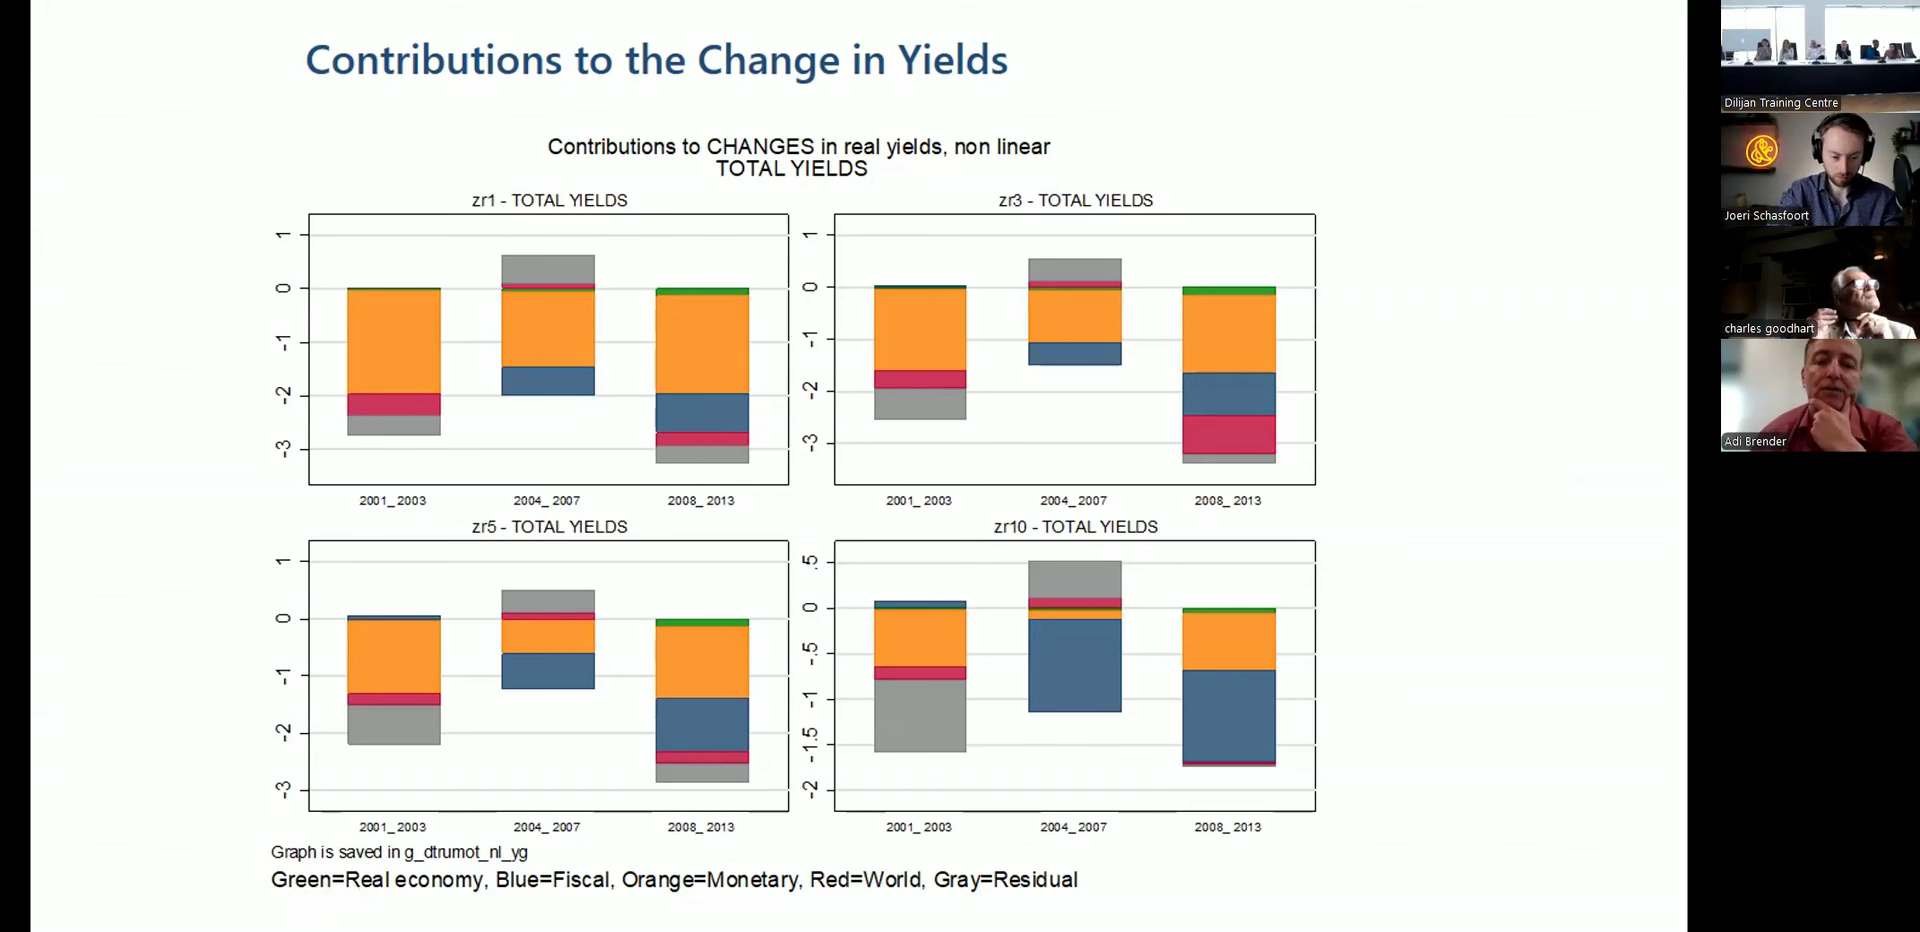 Contributions to the Change in Yields
Contributions to CHANGES in real yields, non linear
TOTAL YIELDS
zr1 - TOTAL YIELDS
1
0
-1
-2
-3
2001_2003
2004_2007
2008_2013
zr3 - TOTAL YIELDS
1
0
-1
-2
-3
2001_2003
2004_2007
2008_2013
zr5 - TOTAL YIELDS
1
0
-1
-2
-3
2001_2003
2004_2007
2008_2013
zr10 - TOTAL YIELDS
.5
0
-.5
-1
-1.5
-2
2001_2003
2004_2007
2008_2013
Graph is saved in g_dtrumot_nl_yg
Green=Real economy, Blue=Fiscal, Orange=Monetary, Red=World, Gray=Residual
Dilijan Training Centre
Joeri Schasfoort
charles goodhart
Adi Brender